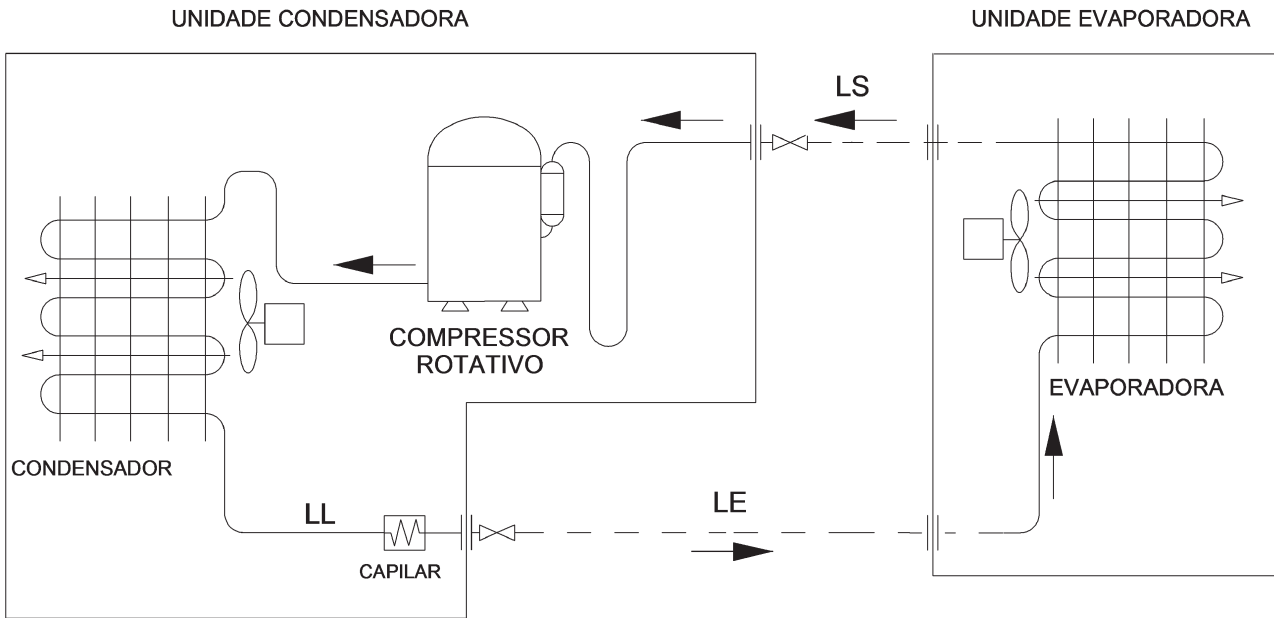 UNIDADE CONDENSADORA
UNIDADE EVAPORADORA
LS
COMPRESSOR
ROTATIVO
EVAPORADORA
CONDENSADOR
LL
LE
CAPILAR